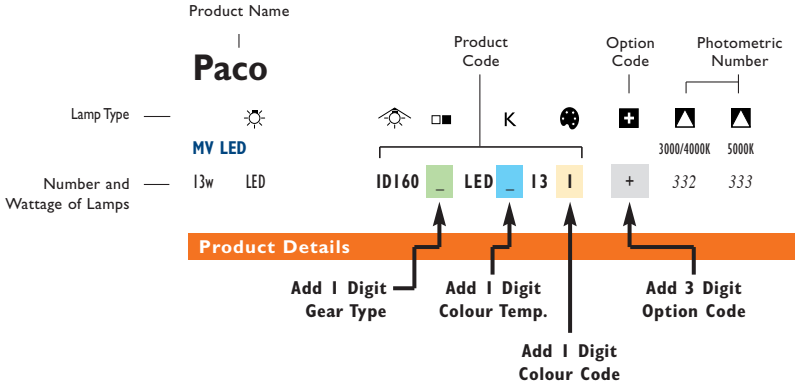 Product Name
Product Code
Option Code
Photometric Number
Paco
Lamp Type
K
MV LED
3000/4000K 5000K
Number and Wattage of Lamps
13w LED ID160 _ LED _ 13 1 + 332 333
Product Details
Add 1 Digit Gear Type
Add 1 Digit Colour Temp.
Add 3 Digit Option Code
Add 1 Digit Colour Code